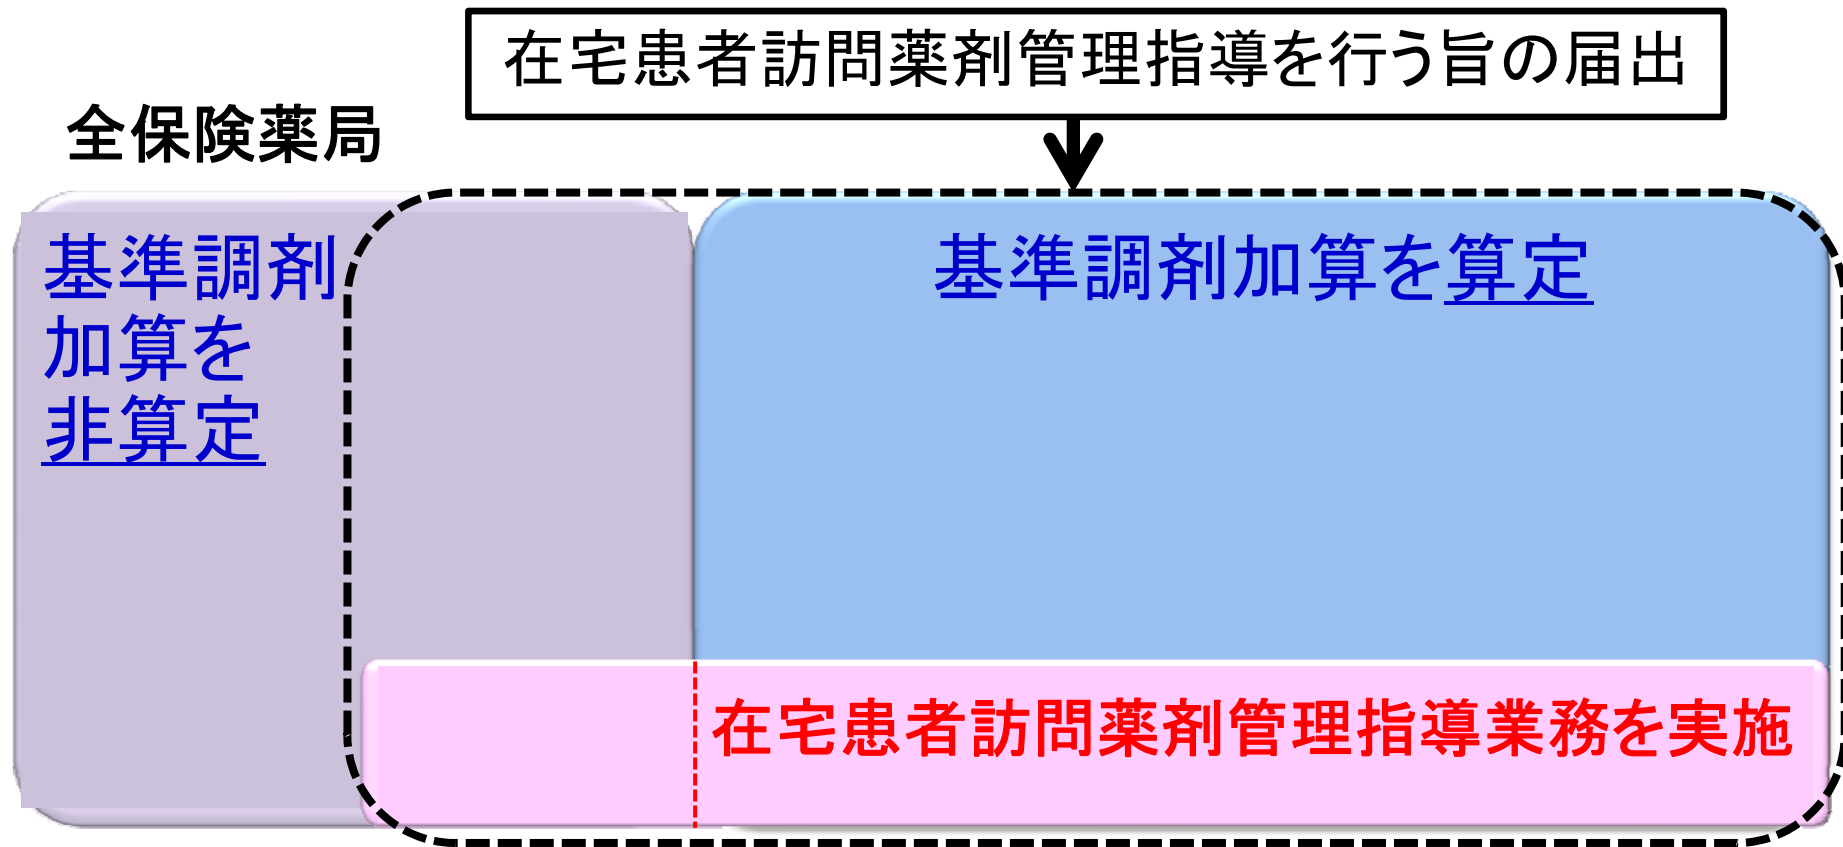 在宅患者訪問薬剤管理指導を行う旨の届出
全保険薬局
基準調剤
加算を
非算定
基準調剤加算を算定
在宅患者訪問薬剤管理指導業務を実施